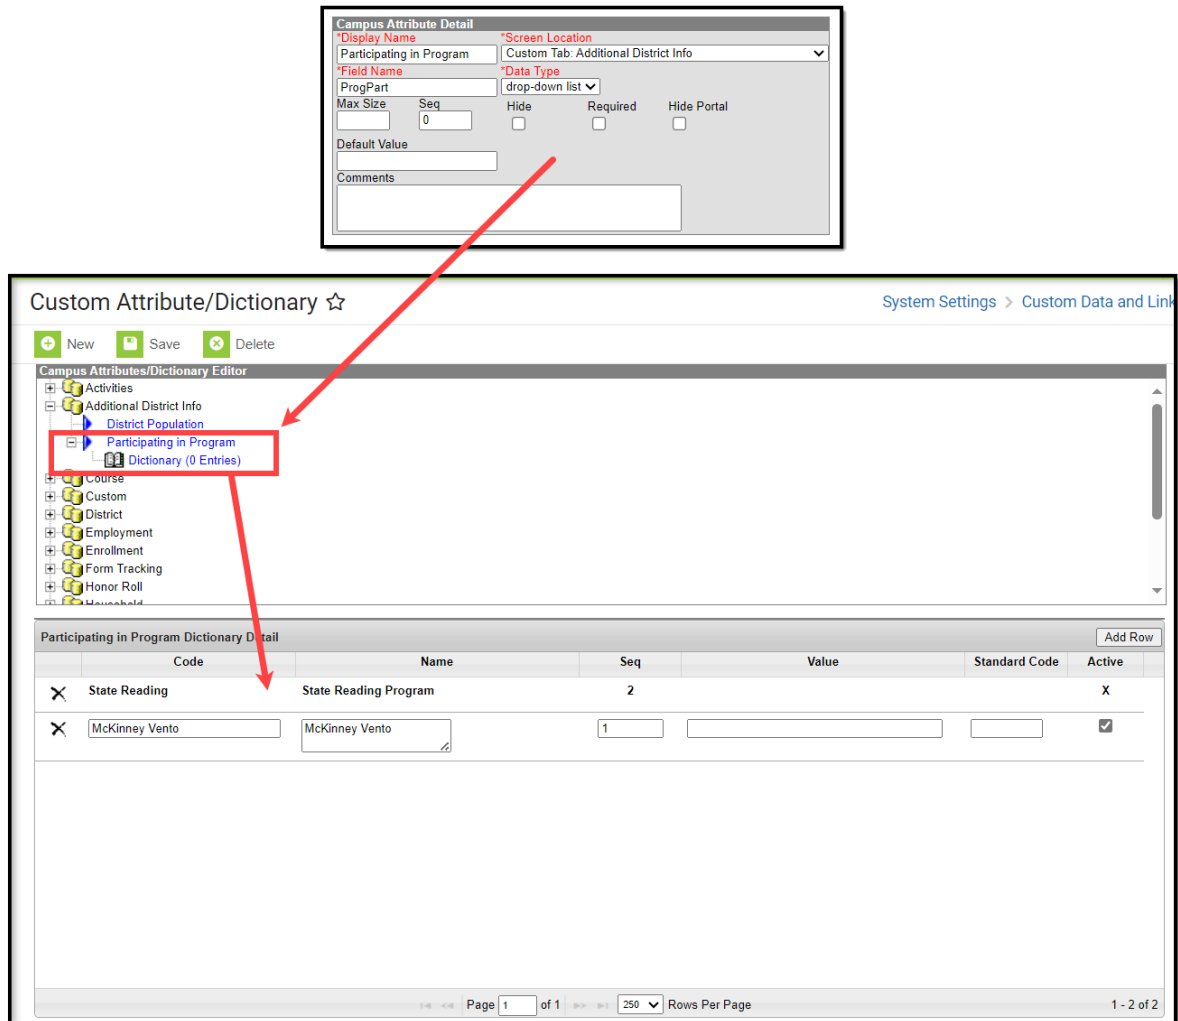 Campus Attribute Detail
*Display Name *Screen Location
Participating in Program Custom Tab: Additional District Info
*Field Name *Data Type
ProgPart drop-down list
Max Size Seq Hide Required Hide Portal
0
Default Value
Comments
Custom Attribute/Dictionary
System Settings > Custom Data and Link
New Save Delete
Campus Attributes/Dictionary Editor
Activities
Additional District Info
District Population
Participating in Program
Dictionary (0 Entries)
Course
Custom
District
Employment
Enrollment
Form Tracking
Honor Roll
Household
Participating in Program Dictionary Detail Add Row
Code Name Seq Value Standard Code Active
State Reading State Reading Program 2 X
McKinney Vento McKinney Vento 1
Page 1 of 1 250 Rows Per Page 1 - 2 of 2